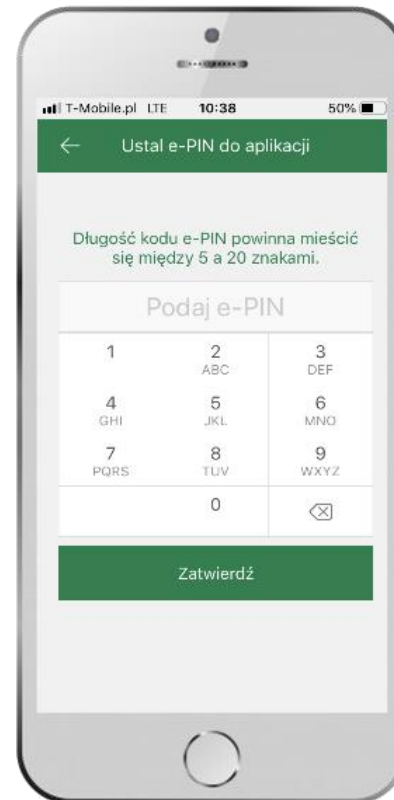 T-Mobile.pl LTE 10:38 50%
Ustal e-PIN do aplikacji
Długość kodu e-PIN powinna mieścić
się między 5 a 20 znakami.
Podaj e-PIN
1 2 3
ABC DEF
4 5 6
GHI JKL MNO
7 8 9
PQRS TUV WXYZ
0
Zatwierdź